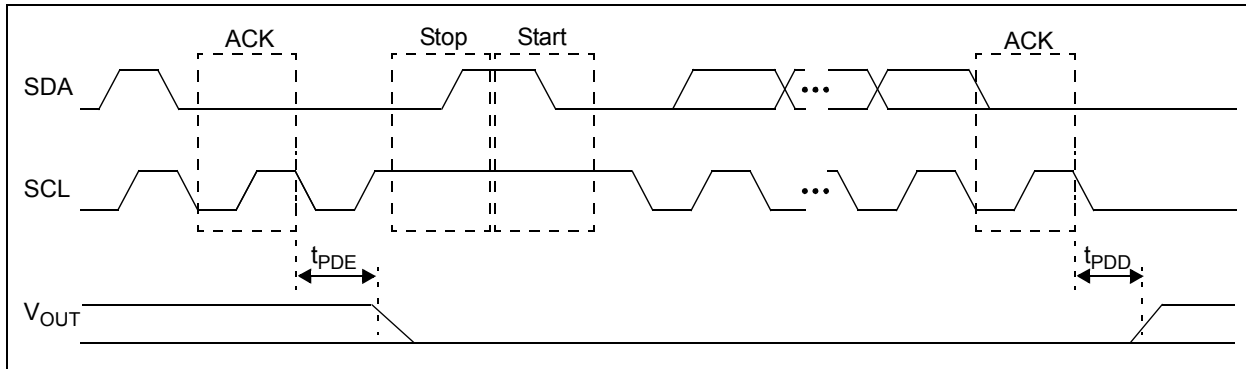 ACK Stop Start ACK
SDA
...
SCL
...
tPDE tPDD
VOUT